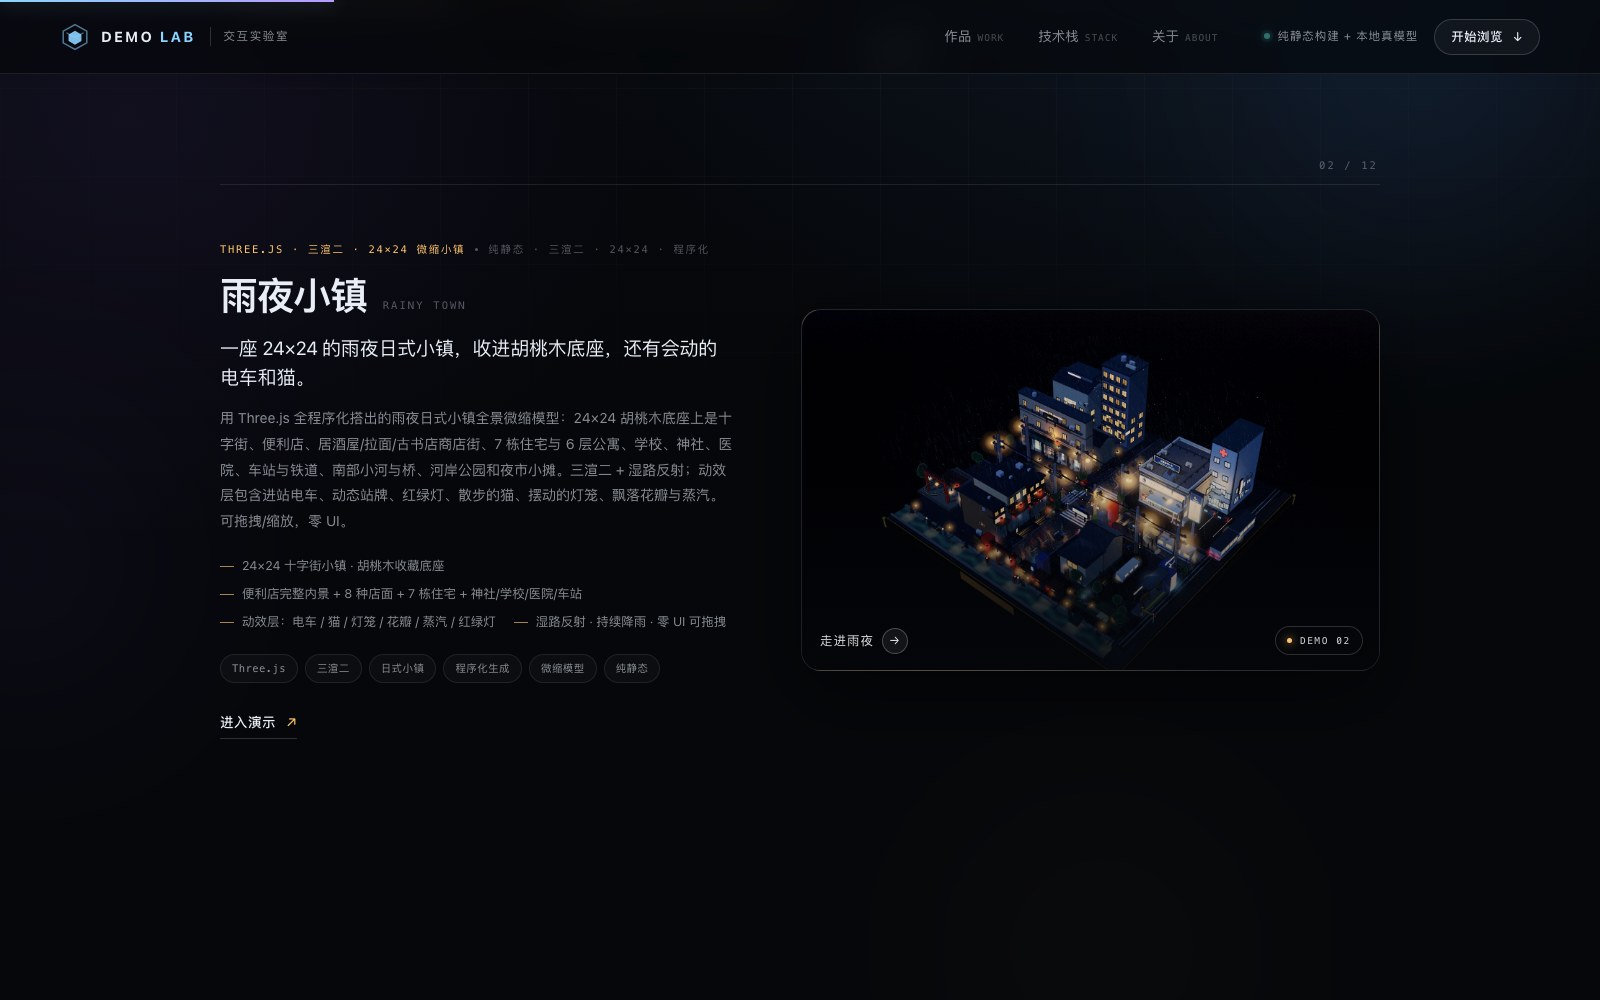 DEMO LAB 交互实验室
作品 WORK 技术栈 STACK 关于 ABOUT 纯静态构建 + 本地真模型 开始浏览 ↓
02 / 12
THREE.JS · 三渲二 · 24×24 微缩小镇 • 纯静态 · 三渲二 · 24×24 · 程序化
雨夜小镇 RAINY TOWN
一座 24×24 的雨夜日式小镇，收进胡桃木底座，还有会动的
电车和猫。
用 Three.js 全程序化搭出的雨夜日式小镇全景微缩模型：24×24 胡桃木底座上是十
字街、便利店、居酒屋/拉面/古书店商店街、7 栋住宅与 6 层公寓、学校、神社、医
院、车站与铁道、南部小河与桥、河岸公园和夜市小摊。三渲二 + 湿路反射；动效
层包含进站电车、动态站牌、红绿灯、散步的猫、摆动的灯笼、飘落花瓣与蒸汽。
可拖拽/缩放，零 UI。
— 24×24 十字街小镇 · 胡桃木收藏底座
— 便利店完整内景 + 8 种店面 + 7 栋住宅 + 神社/学校/医院/车站
— 动效层：电车 / 猫 / 灯笼 / 花瓣 / 蒸汽 / 红绿灯 — 湿路反射 · 持续降雨 · 零 UI 可拖拽
Three.js 三渲二 日式小镇 程序化生成 微缩模型 纯静态
进入演示 ↗
走进雨夜 → DEMO 02